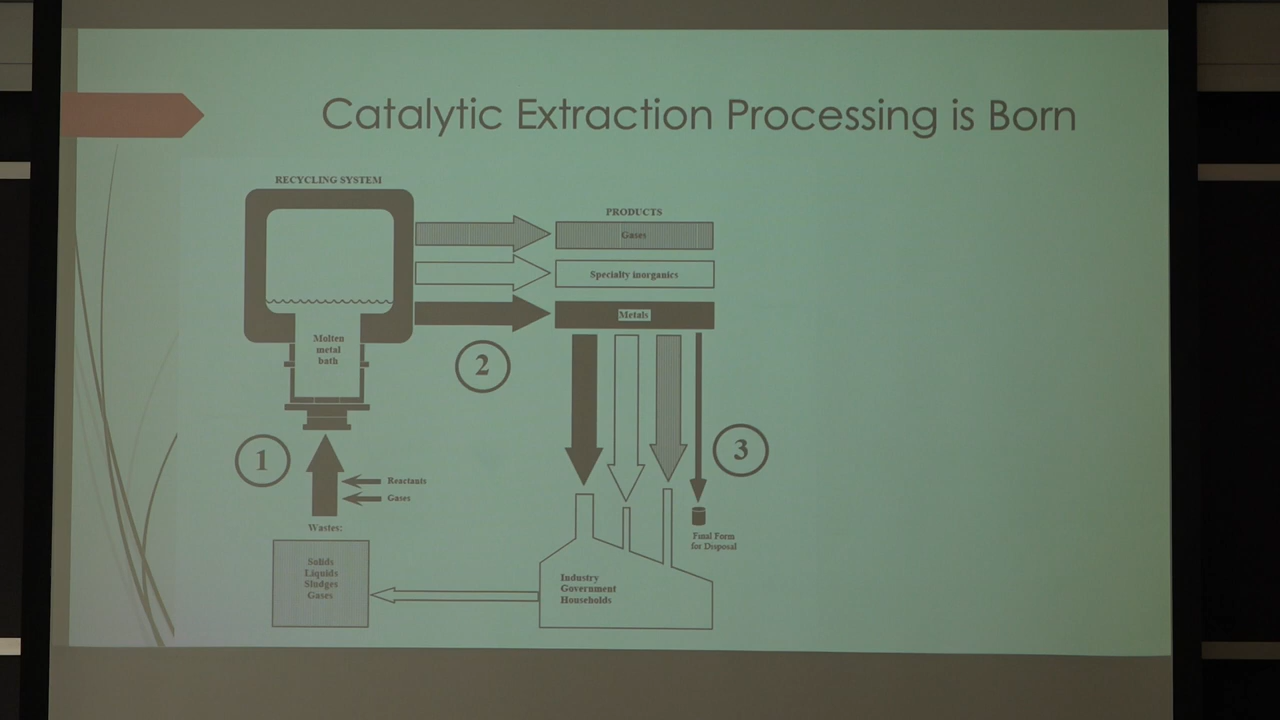 Catalytic Extraction Processing is Born
RECYCLING SYSTEM
PRODUCTS
Gases
Specialty inorganics
Metals
Molten
metal
bath
2
1
3
Reactants
Gases
Wastes:
Solids
Liquids
Sludges
Gases
Industry
Government
Households
Final Form
for Disposal